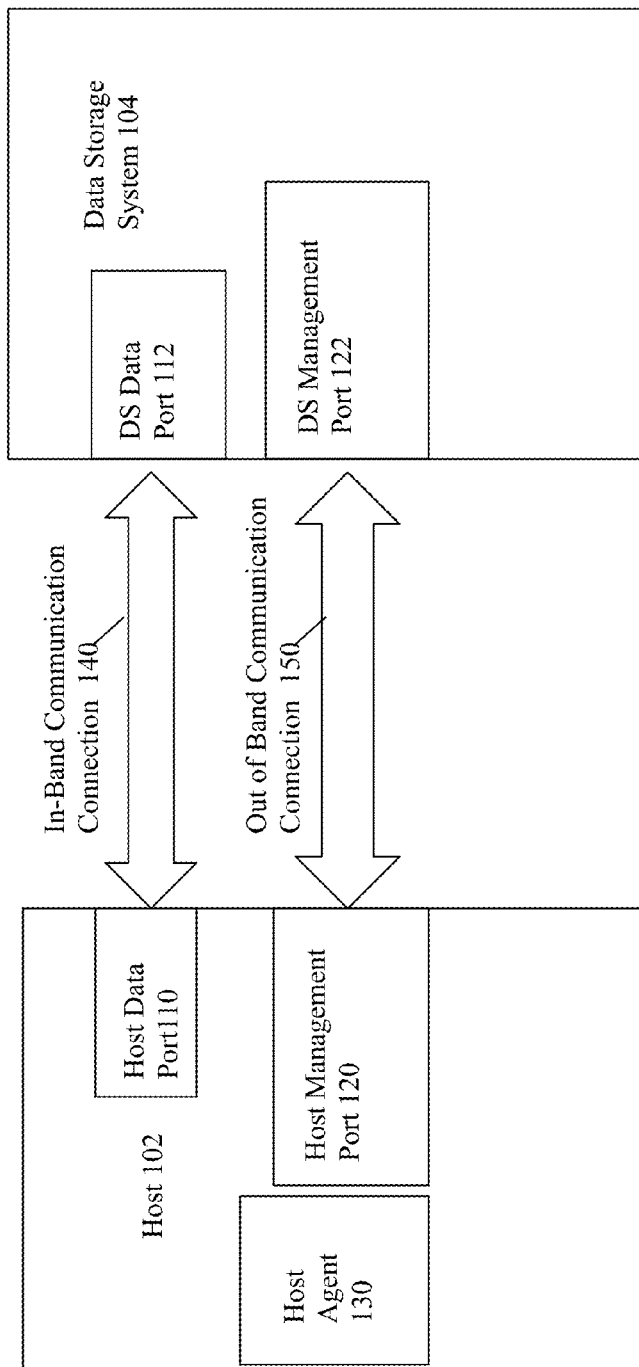 Host 102
Host Data
Port110
Host Agent
130
Host Management
Port 120
In-Band Communication
Connection 140
Out of Band Communication
Connection 150
Data Storage
System 104
DS Data
Port 112
DS Management
Port 122